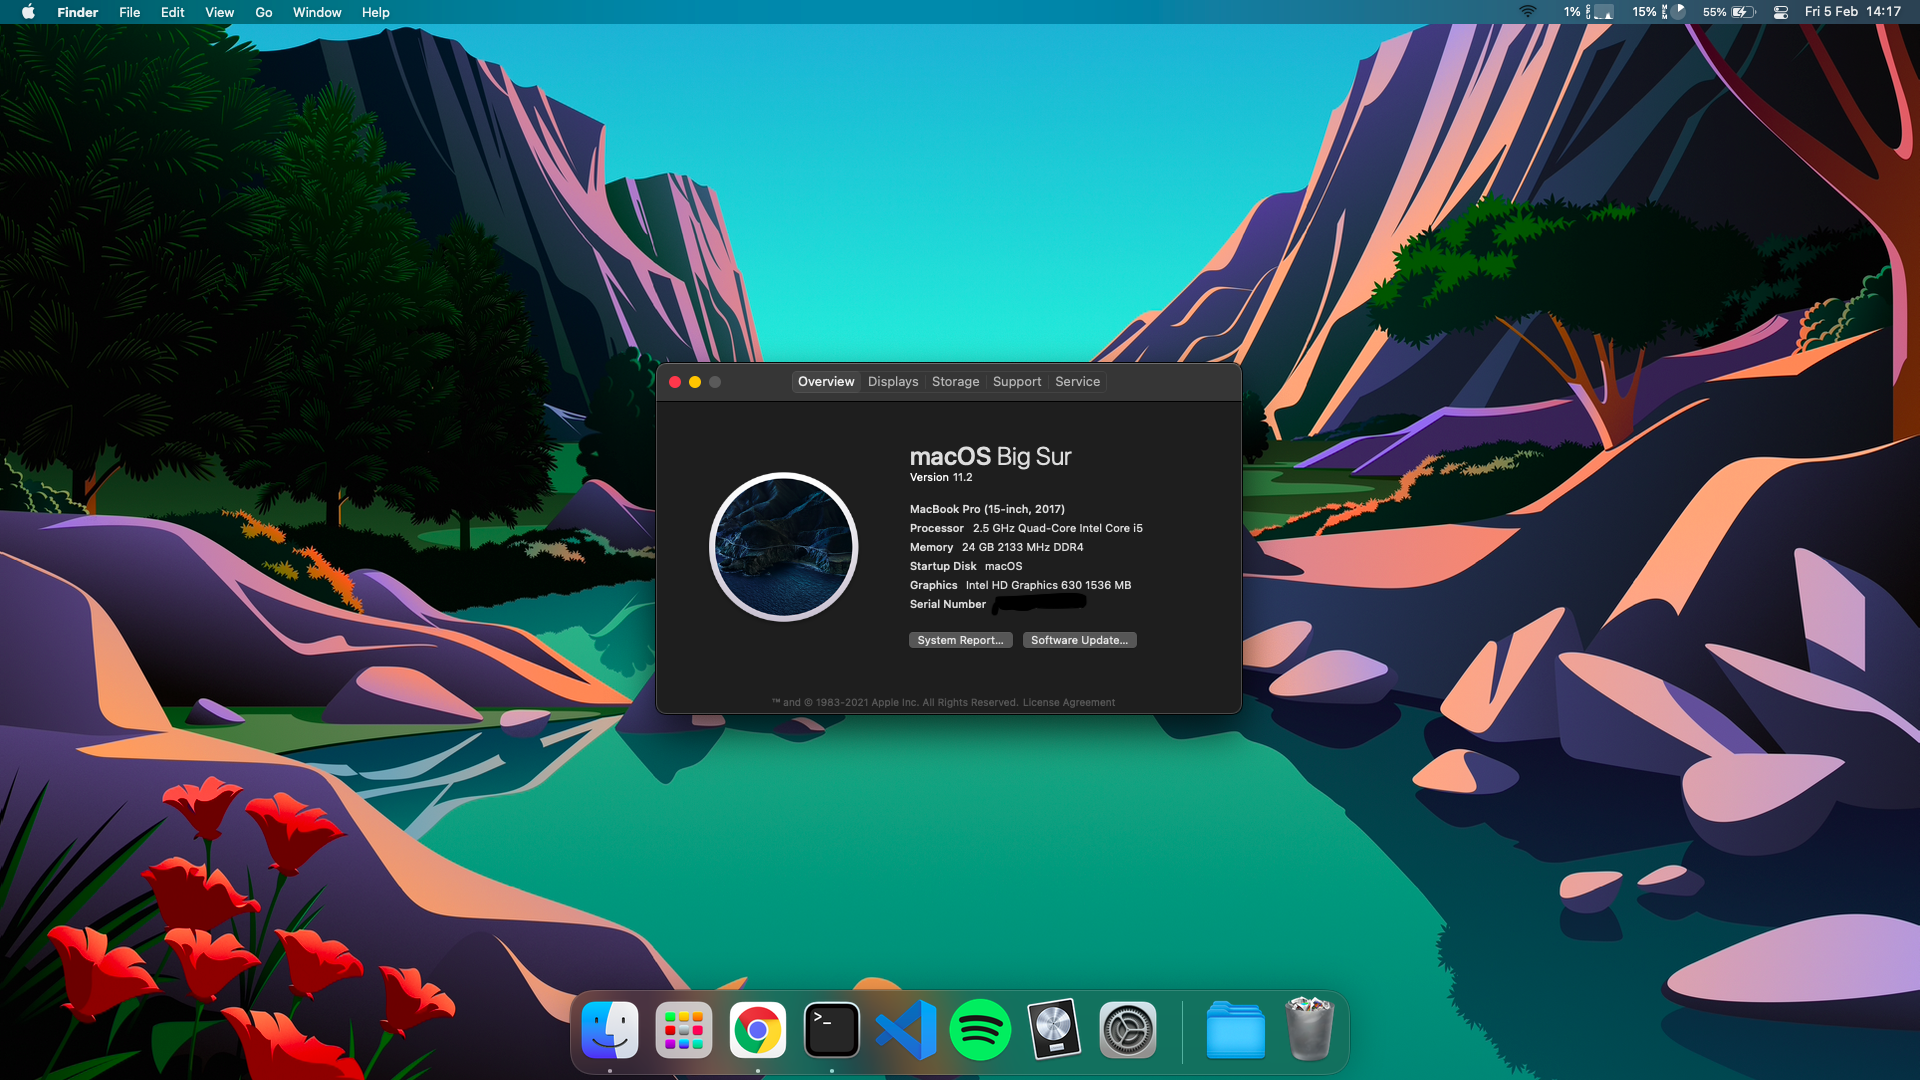 Finder File Edit View Go Window Help
1% CPU 15% MEM 55% Fri 5 Feb 14:17
Overview Displays Storage Support Service
macOS Big Sur
Version 11.2
MacBook Pro (15-inch, 2017)
Processor 2.5 GHz Quad-Core Intel Core i5
Memory 24 GB 2133 MHz DDR4
Startup Disk macOS
Graphics Intel HD Graphics 630 1536 MB
Serial Number
System Report... Software Update...
™ and © 1983-2021 Apple Inc. All Rights Reserved. License Agreement
>_